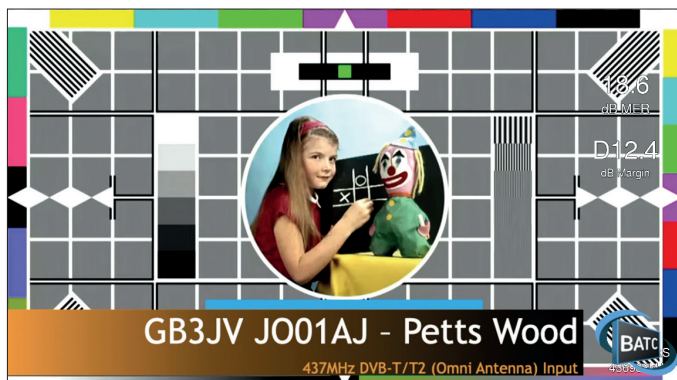 18.6
dB MER
D12.4
dB Margin
GB3JV JO01AJ - Petts Wood
437MHz DVB-T/T2 (Omni Antenna) Input
BATC